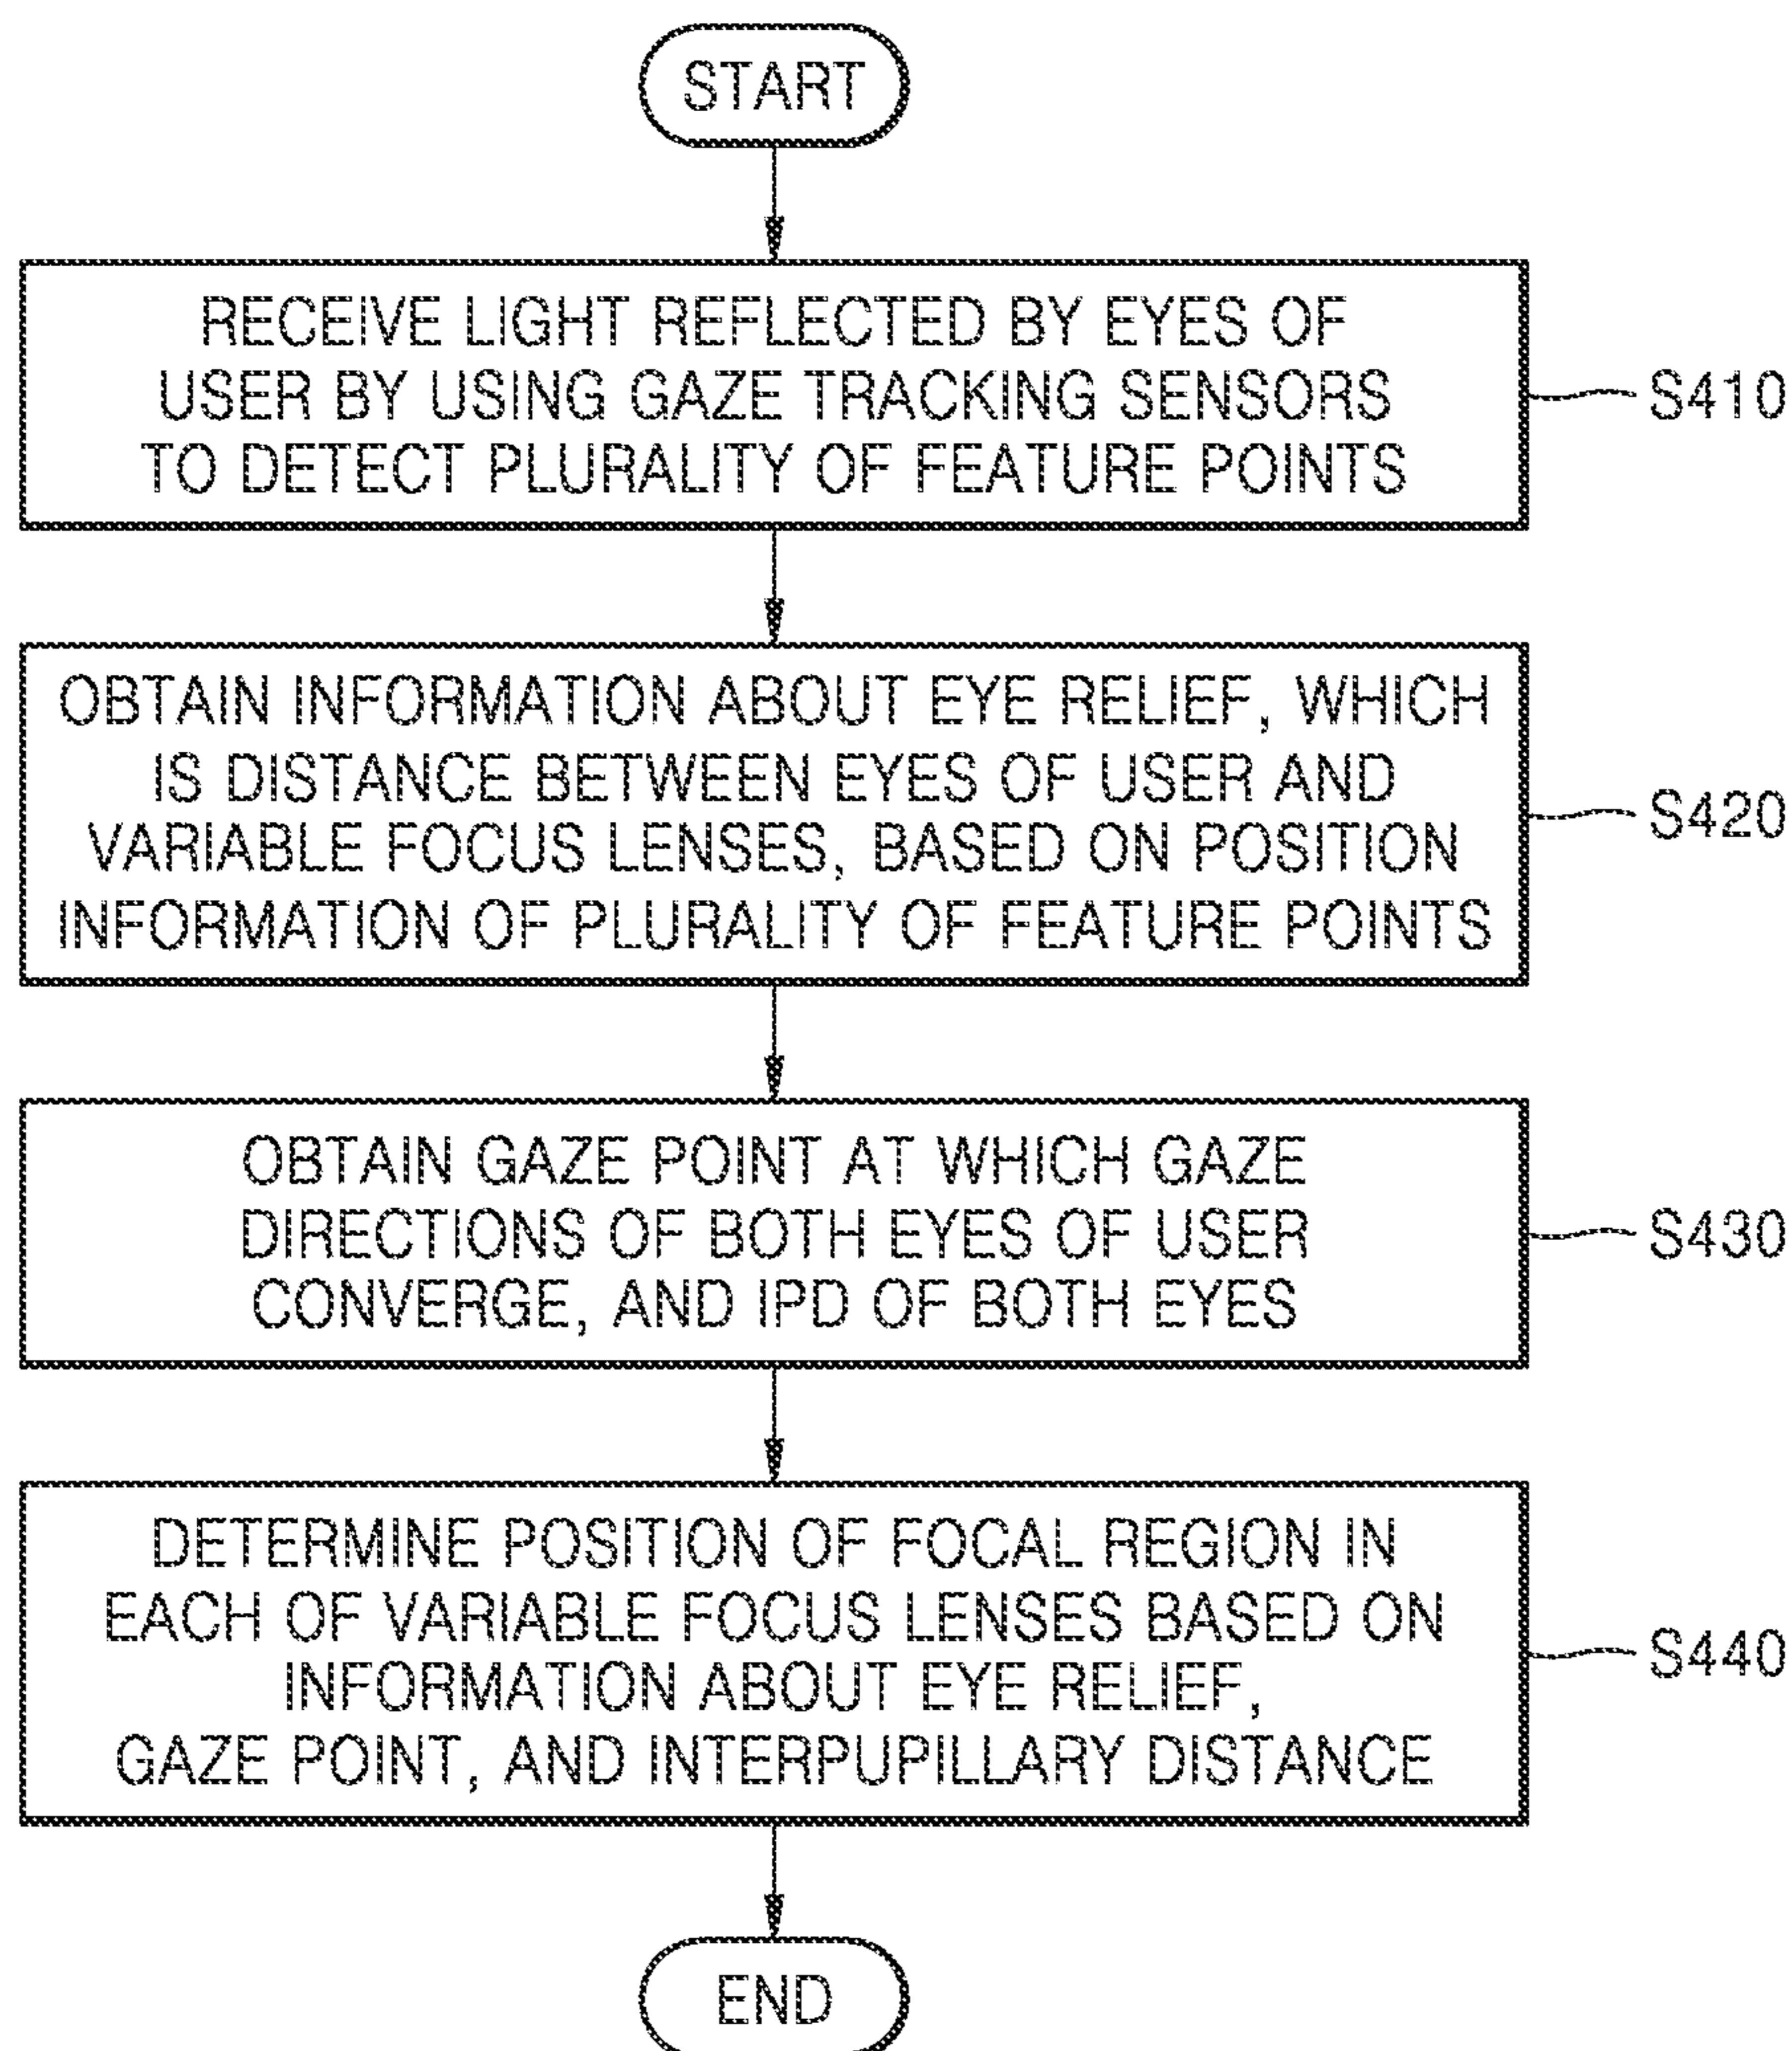 START
RECEIVE LIGHT REFLECTED BY EYES OF
USER BY USING GAZE TRACKING SENSORS
TO DETECT PLURALITY OF FEATURE POINTS
S410
OBTAIN INFORMATION ABOUT EYE RELIEF, WHICH
IS DISTANCE BETWEEN EYES OF USER AND
VARIABLE FOCUS LENSES, BASED ON POSITION
INFORMATION OF PLURALITY OF FEATURE POINTS
S420
OBTAIN GAZE POINT AT WHICH GAZE
DIRECTIONS OF BOTH EYES OF USER
CONVERGE, AND IPD OF BOTH EYES
S430
DETERMINE POSITION OF FOCAL REGION IN
EACH OF VARIABLE FOCUS LENSES BASED ON
INFORMATION ABOUT EYE RELIEF,
GAZE POINT, AND INTERPUPILLARY DISTANCE
S440
END